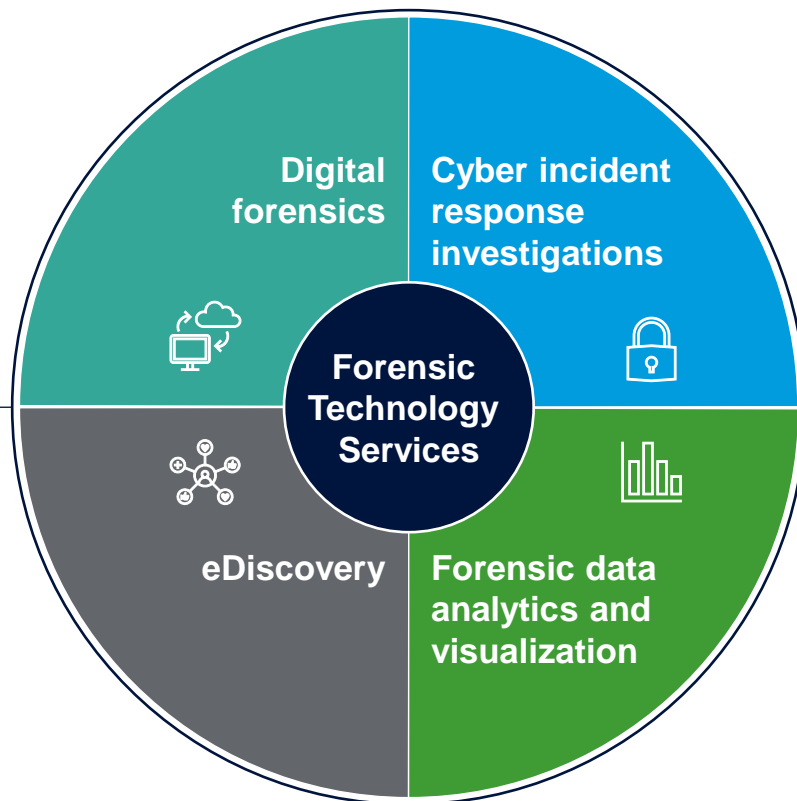 Digital
forensics
Cyber incident
response
investigations
Forensic
Technology
Services
eDiscovery
Forensic data
analytics and
visualization